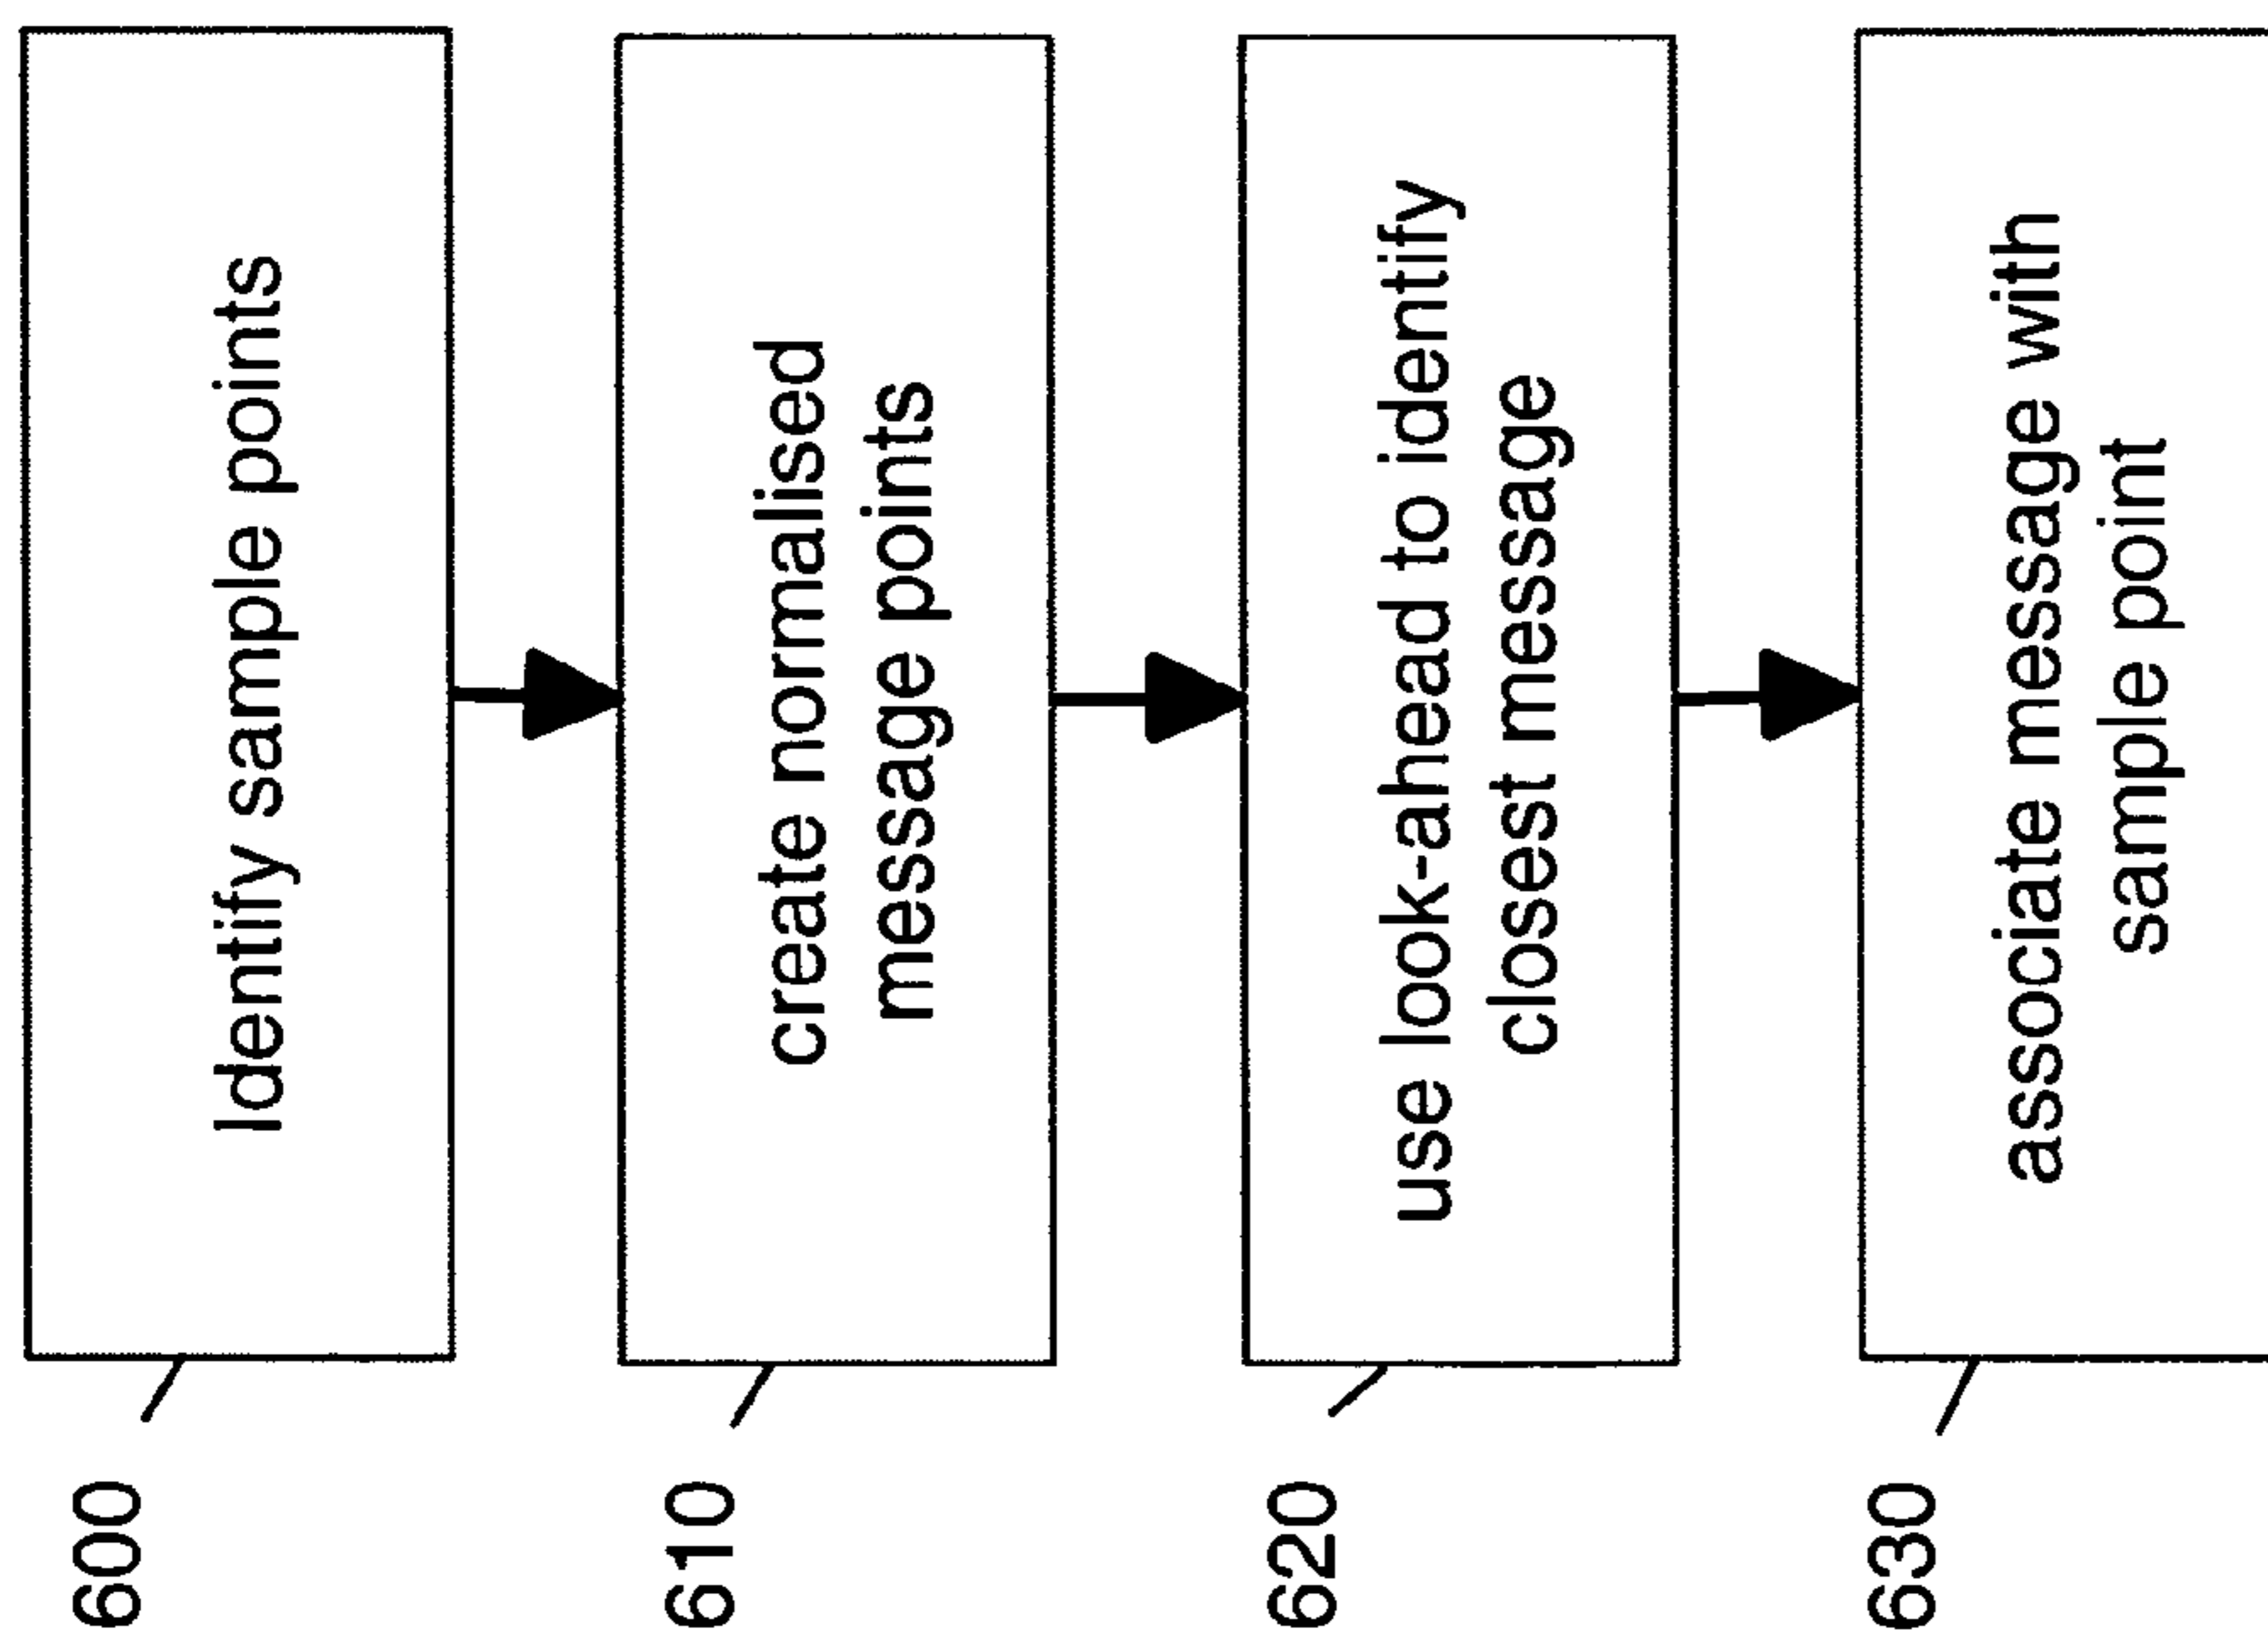 600
Identify sample points
610
create normalised
message points
620
use look-ahead to identify
closest message
630
associate message with
sample point